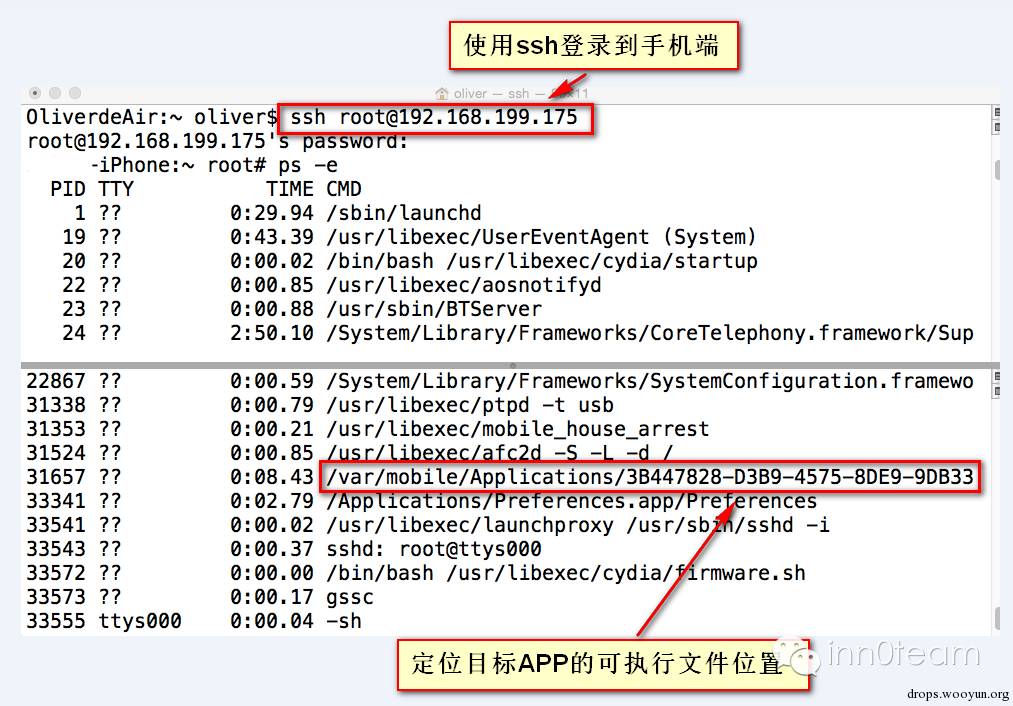 使用ssh登录到手机端
oliver — ssh —
OliverdeAir:~ oliver$ ssh root@192.168.199.175
root@192.168.199.175's password:
-iPhone:~ root# ps -e
PID TTY TIME CMD
1 ?? 0:29.94 /sbin/launchd
19 ?? 0:43.39 /usr/libexec/UserEventAgent (System)
20 ?? 0:00.02 /bin/bash /usr/libexec/cydia/startup
22 ?? 0:00.85 /usr/libexec/aosnotifyd
23 ?? 0:00.88 /usr/sbin/BTServer
24 ?? 2:50.10 /System/Library/Frameworks/CoreTelephony.framework/Sup
22867 ?? 0:00.59 /System/Library/Frameworks/SystemConfiguration.framewo
31338 ?? 0:00.79 /usr/libexec/ptpd -t usb
31353 ?? 0:00.21 /usr/libexec/mobile_house_arrest
31524 ?? 0:00.85 /usr/libexec/afc2d -S -L -d /
31657 ?? 0:08.43 /var/mobile/Applications/3B447828-D3B9-4575-8DE9-9DB33
33341 ?? 0:02.79 /Applications/Preferences.app/Preferences
33541 ?? 0:00.02 /usr/libexec/launchproxy /usr/sbin/sshd -i
33543 ?? 0:00.37 sshd: root@ttys000
33572 ?? 0:00.00 /bin/bash /usr/libexec/cydia/firmware.sh
33573 ?? 0:00.17 gssc
33555 ttys000 0:00.04 -sh
定位目标APP的可执行文件位置
inn0team
drops.wooyun.org